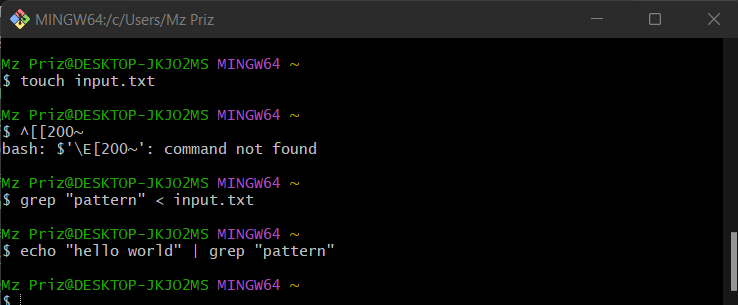 MINGW64:/c/Users/Mz Priz
Mz Priz@DESKTOP-JKJO2MS MINGW64 ~
$ touch input.txt
Mz Priz@DESKTOP-JKJO2MS MINGW64 ~
$ ^[[200~
bash: $'\E[200~': command not found
Mz Priz@DESKTOP-JKJO2MS MINGW64 ~
$ grep "pattern" < input.txt
Mz Priz@DESKTOP-JKJO2MS MINGW64 ~
$ echo "hello world" | grep "pattern"
Mz Priz@DESKTOP-JKJO2MS MINGW64 ~
$